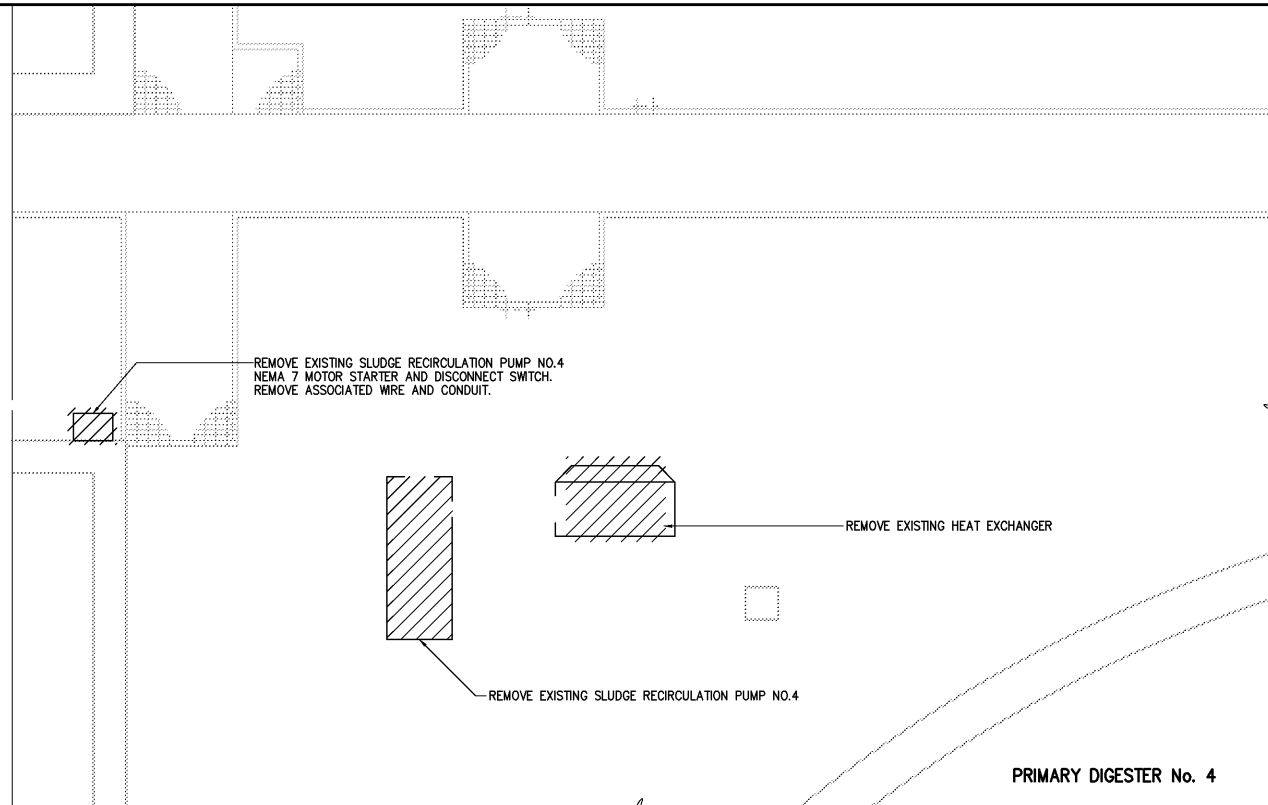 REMOVE EXISTING SLUDGE RECIRCULATION PUMP NO.4
NEMA 7 MOTOR STARTER AND DISCONNECT SWITCH.
REMOVE ASSOCIATED WIRE AND CONDUIT.
REMOVE EXISTING HEAT EXCHANGER
REMOVE EXISTING SLUDGE RECIRCULATION PUMP NO.4
PRIMARY DIGESTER No. 4